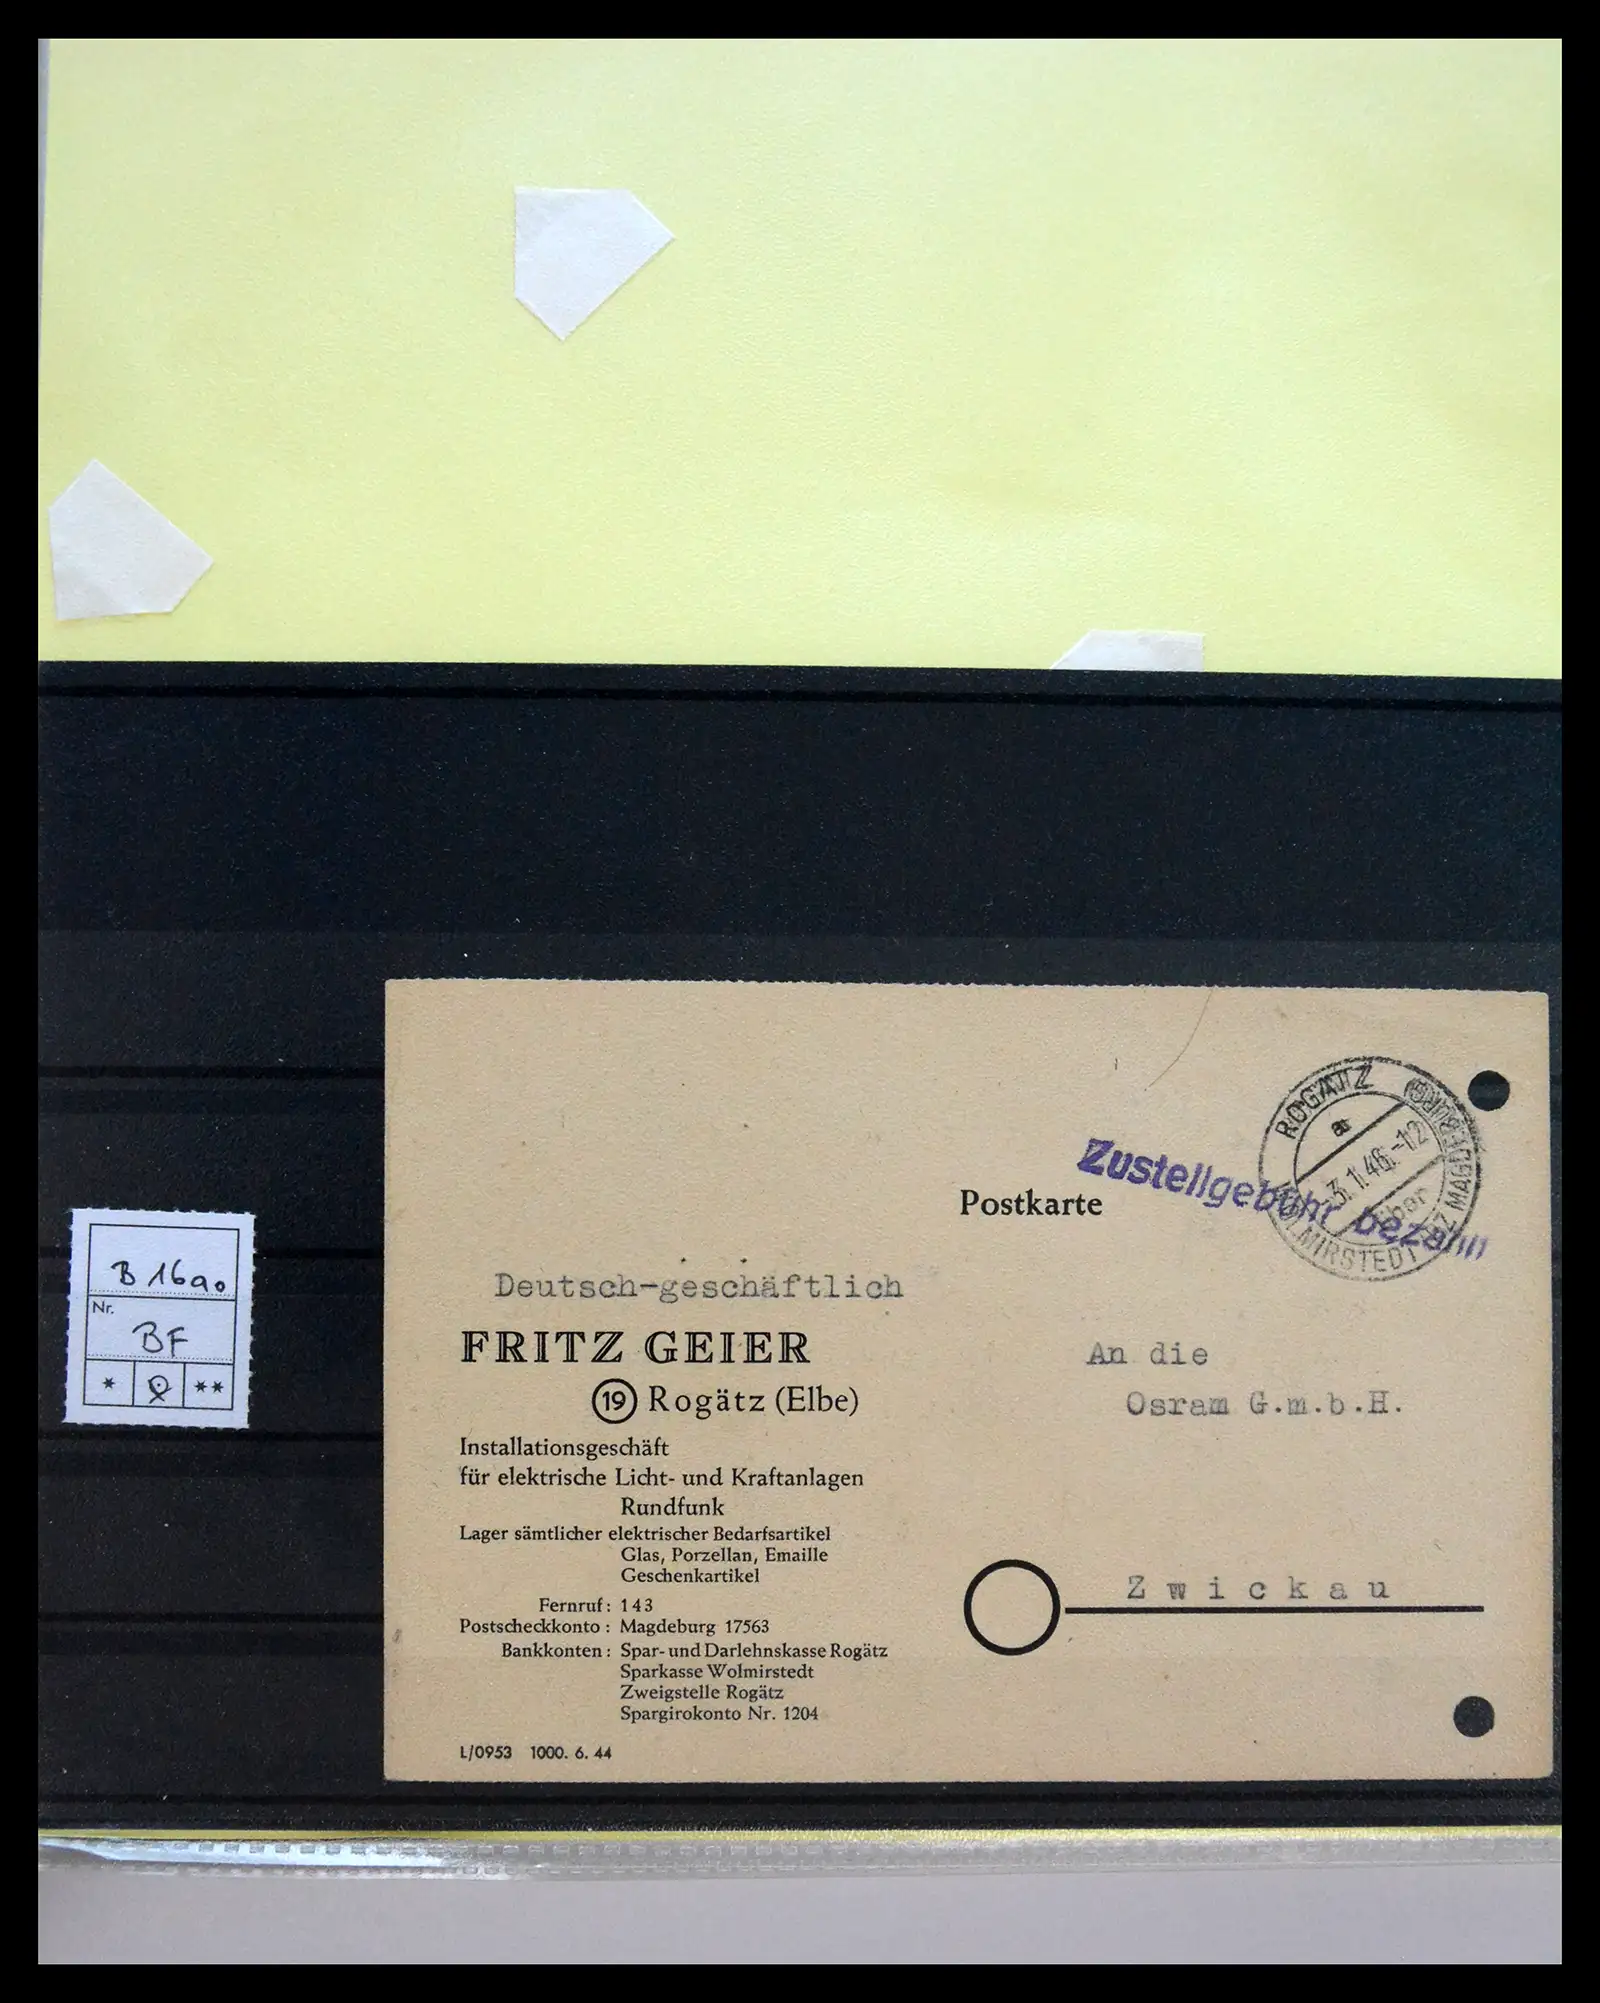 B 16 a o
Nr.
BF
* **
ROGÄTZ
a
-3.1.46.-12
über
Zustellgebühr bezahlt
Postkarte
Deutsch-geschäftlich
FRITZ GEIER
19 Rogätz (Elbe)
Installationsgeschäft
für elektrische Licht- und Kraftanlagen
Rundfunk
Lager sämtlicher elektrischer Bedarfsartikel
Glas, Porzellan, Emaille
Geschenkartikel
Fernruf: 143
Postscheckkonto: Magdeburg 17563
Bankkonten: Spar- und Darlehnskasse Rogätz
Sparkasse Wolmirstedt
Zweigstelle Rogätz
Spargirokonto Nr. 1204
L/0953 1000. 6. 44
An die
Osram G.m.b.H.
Zwickau